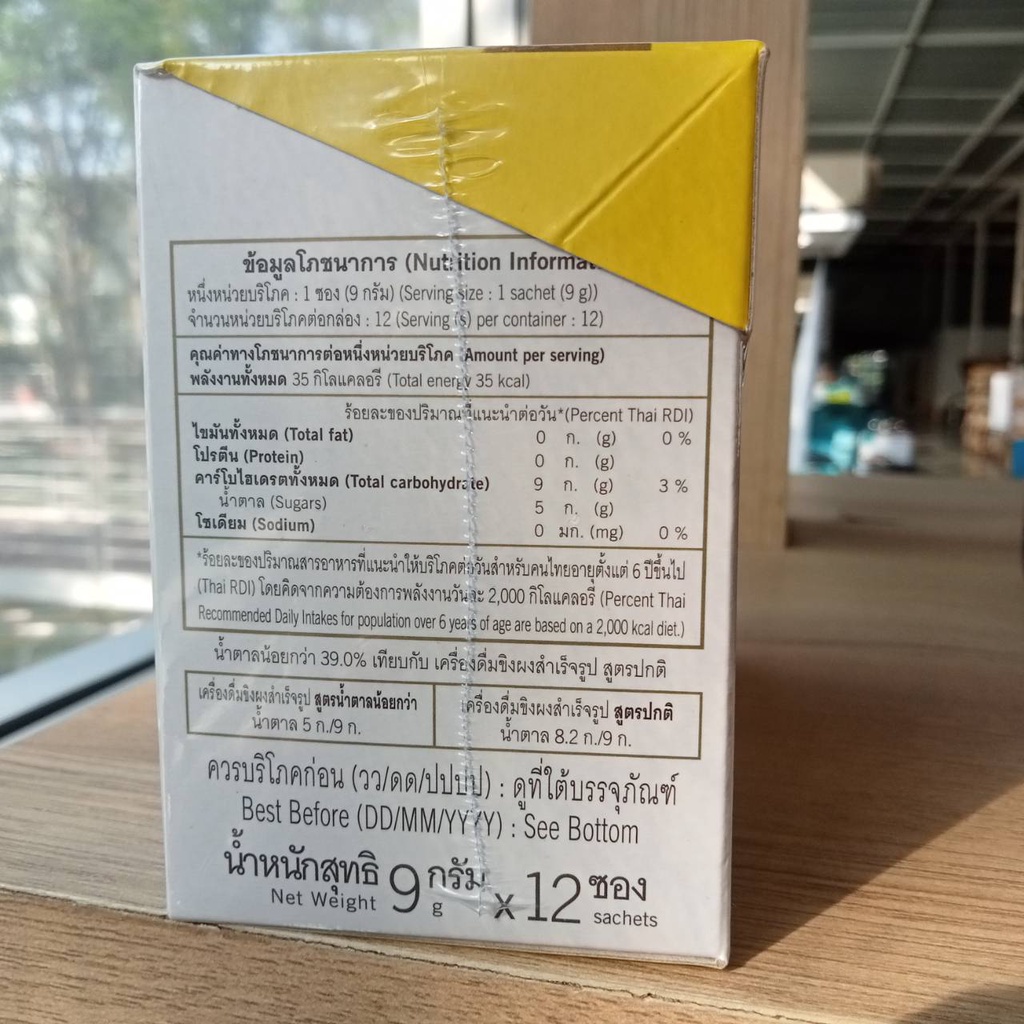 ข้อมูลโภชนาการ (Nutrition
หนึ่งหน่วยบริโภค : 1 ซอง (9 กรัม) (Serving size : 1 sachet (9 g))
จำนวนหน่วยบริโภคต่อกล่อง : 12 (Serving (s) per container : 12)
คุณค่าทางโภชนาการต่อหนึ่งหน่วยบริโภค (Amount per serving)
พลังงานทั้งหมด 35 กิโลแคลอรี (Total energy 35 kcal)
ร้อยละของปริมาณที่แนะนำต่อวัน*(Percent Thai RDI)
ไขมันทั้งหมด (Total fat) 0 ก. (g) 0 %
โปรตีน (Protein) 0 ก. (g)
คาร์โบไฮเดรตทั้งหมด (Total carbohydrate) 9 ก. (g) 3 %
น้ำตาล (Sugars) 5 ก. (g)
โซเดียม (Sodium) 0 มก. (mg) 0 %
*ร้อยละของปริมาณสารอาหารที่แนะนำให้บริโภคต่อวันสำหรับคนไทยอายุตั้งแต่ 6 ปีขึ้นไป
(Thai RDI) โดยคิดจากความต้องการพลังงานวันละ 2,000 กิโลแคลอรี (Percent Thai
Recommended Daily Intakes for population over 6 years of age are based on a 2,000 kcal diet.)
น้ำตาลน้อยกว่า 39.0% เทียบกับ เครื่องดื่มขิงผงสำเร็จรูป สูตรปกติ
เครื่องดื่มขิงผงสำเร็จรูป สูตรน้ำตาลน้อยกว่า เครื่องดื่มขิงผงสำเร็จรูป สูตรปกติ
น้ำตาล 5 ก./9 ก. น้ำตาล 8.2 ก./9 ก.
ควรบริโภคก่อน (วว/ดด/ปปปป) : ดูที่ใต้บรรจุภัณฑ์
Best Before (DD/MM/YYYY) : See Bottom
น้ำหนักสุทธิ 9 กรัม x 12 ซอง
Net Weight g sachets